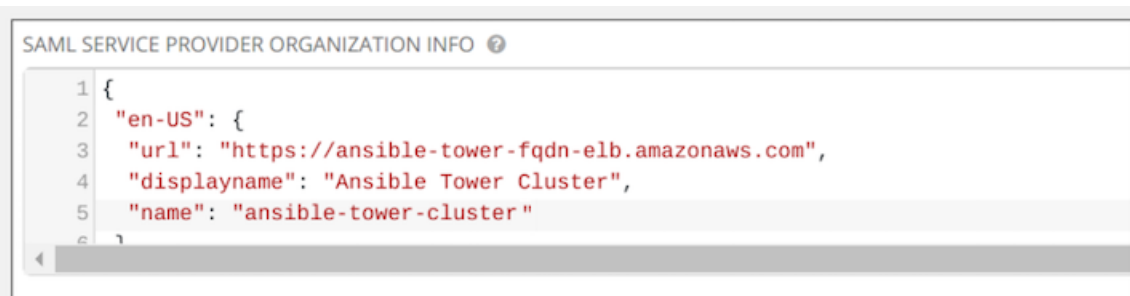 SAML SERVICE PROVIDER ORGANIZATION INFO ?
1 {
2 "en-US": {
3 "url": "https://ansible-tower-fqdn-elb.amazonaws.com",
4 "displayname": "Ansible Tower Cluster",
5 "name": "ansible-tower-cluster"
6 }